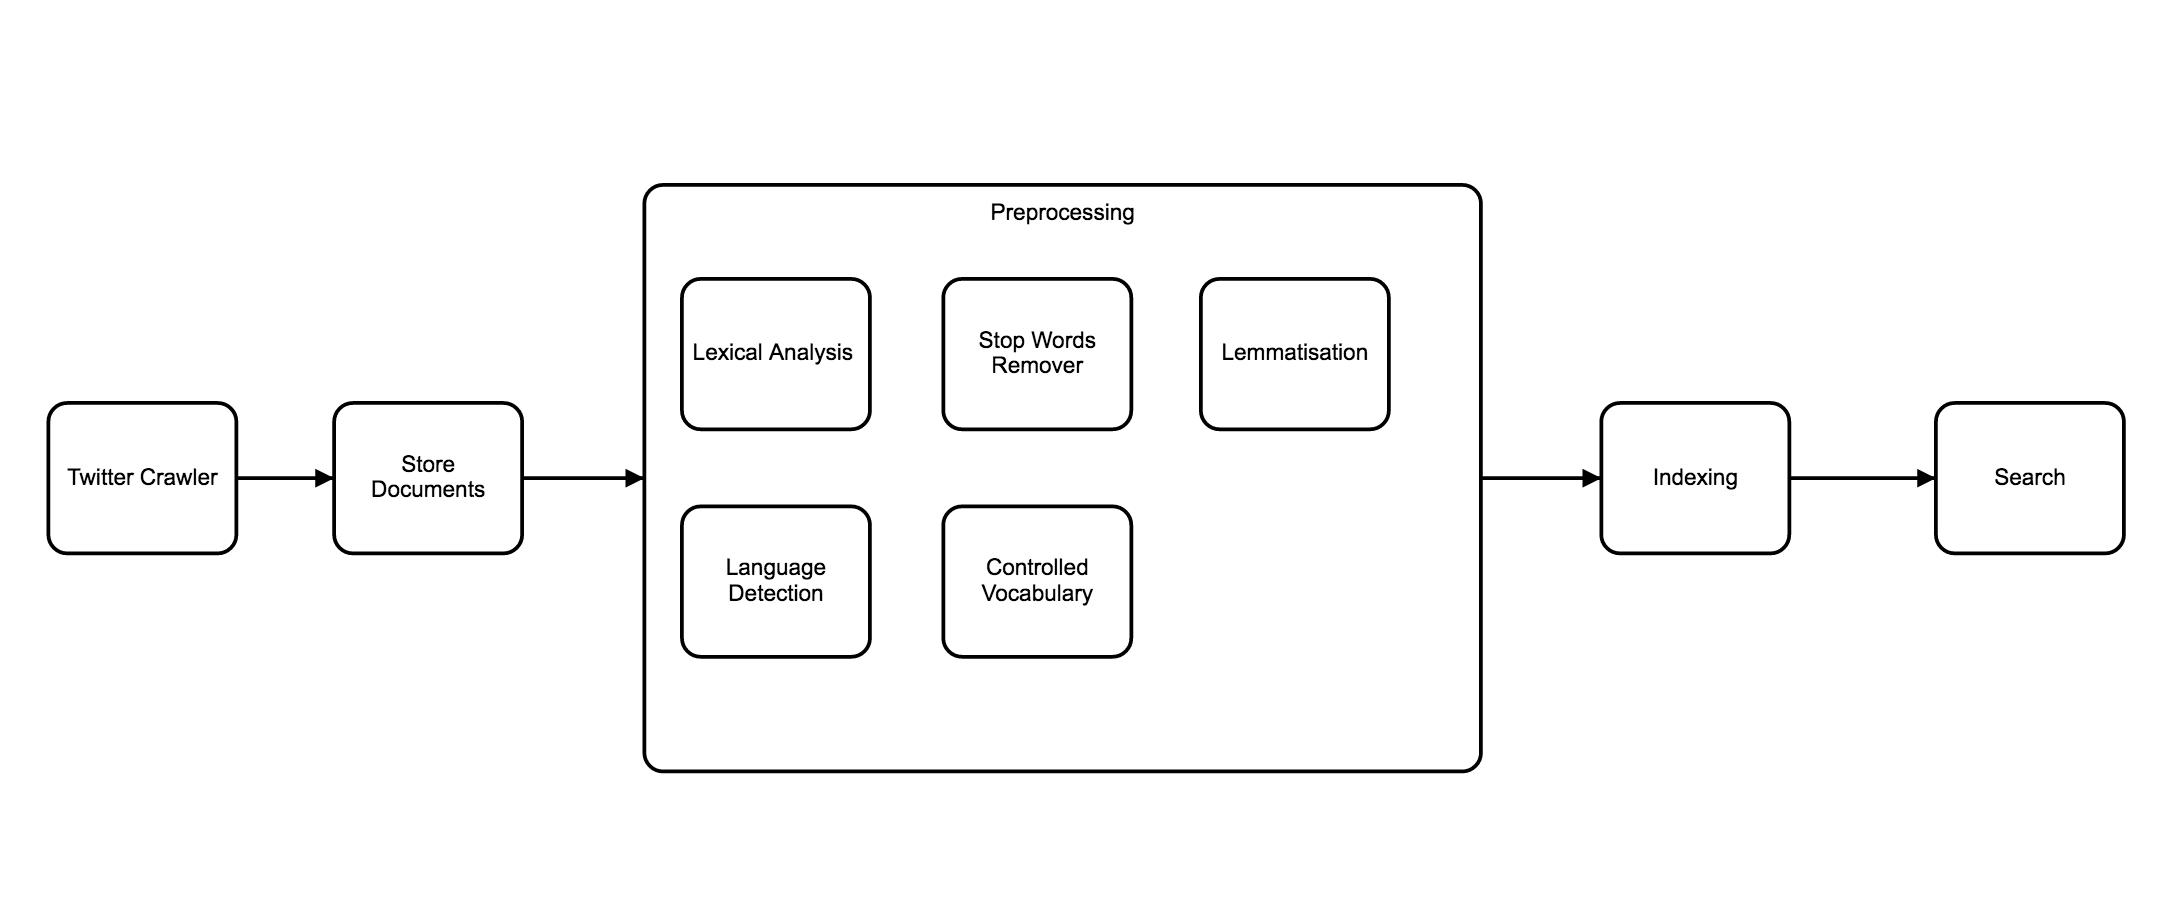 Twitter Crawler
Store
Documents
Preprocessing
Lexical Analysis
Stop Words
Remover
Lemmatisation
Language
Detection
Controlled
Vocabulary
Indexing
Search